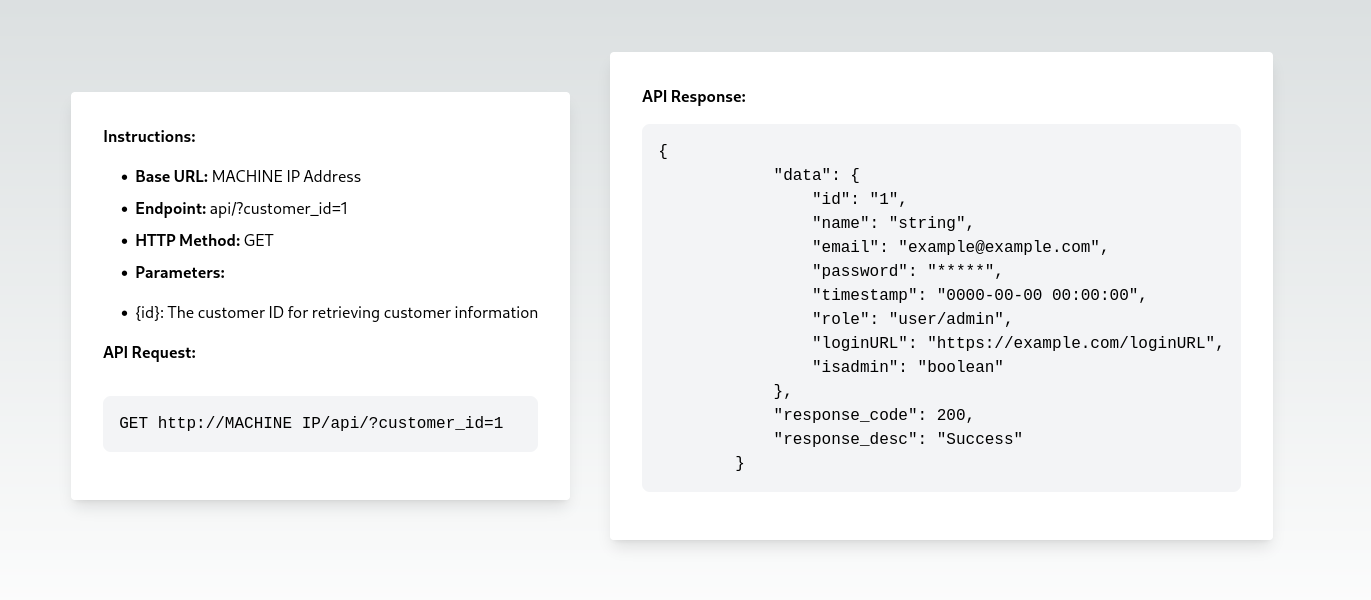 Instructions:
• Base URL: MACHINE IP Address
• Endpoint: api/?customer_id=1
• HTTP Method: GET
• Parameters:
• {id}: The customer ID for retrieving customer information
API Request:
GET http://MACHINE IP/api/?customer_id=1
API Response:
{
            "data": {
                "id": "1",
                "name": "string",
                "email": "example@example.com",
                "password": "*****",
                "timestamp": "0000-00-00 00:00:00",
                "role": "user/admin",
                "loginURL": "https://example.com/loginURL",
                "isadmin": "boolean"
            },
            "response_code": 200,
            "response_desc": "Success"
        }